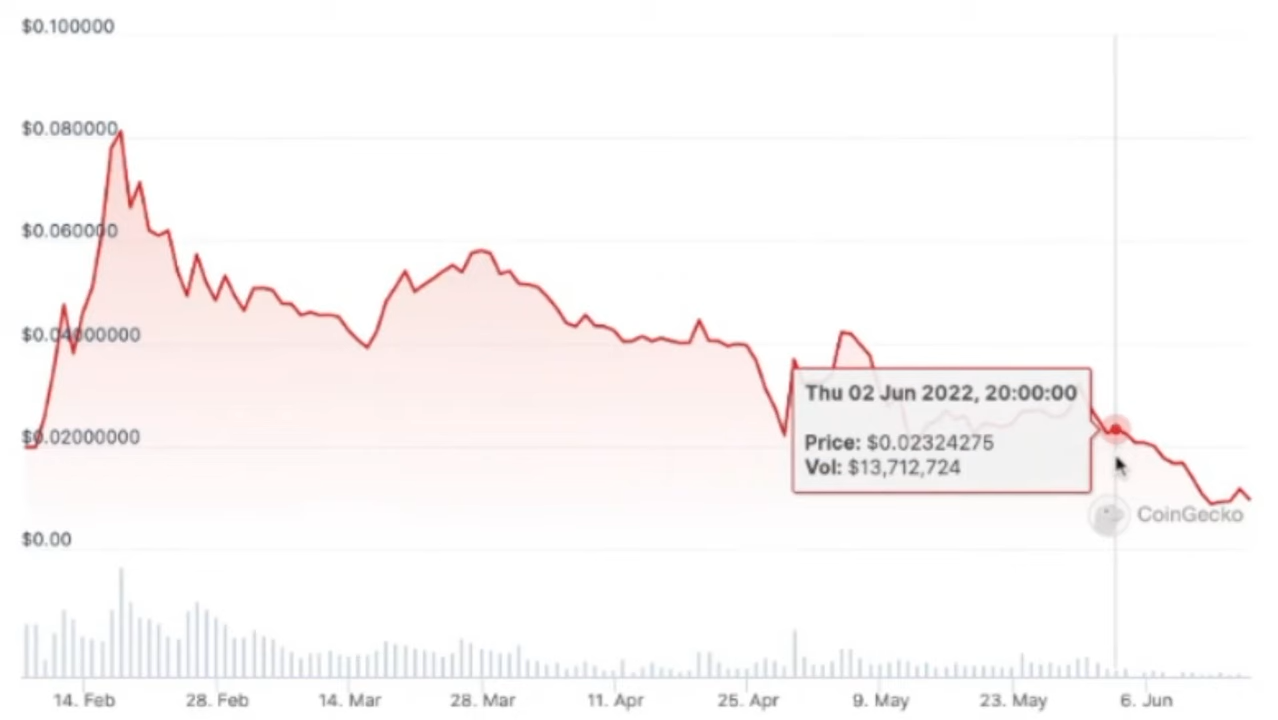 $0.100000
$0.080000
$0.060000
$0.04000000
$0.02000000
$0.00
Thu 02 Jun 2022, 20:00:00
Price: $0.02324275
Vol: $13,712,724
CoinGecko
14. Feb 28. Feb 14. Mar 28. Mar 11. Apr 25. Apr 9. May 23. May 6. Jun